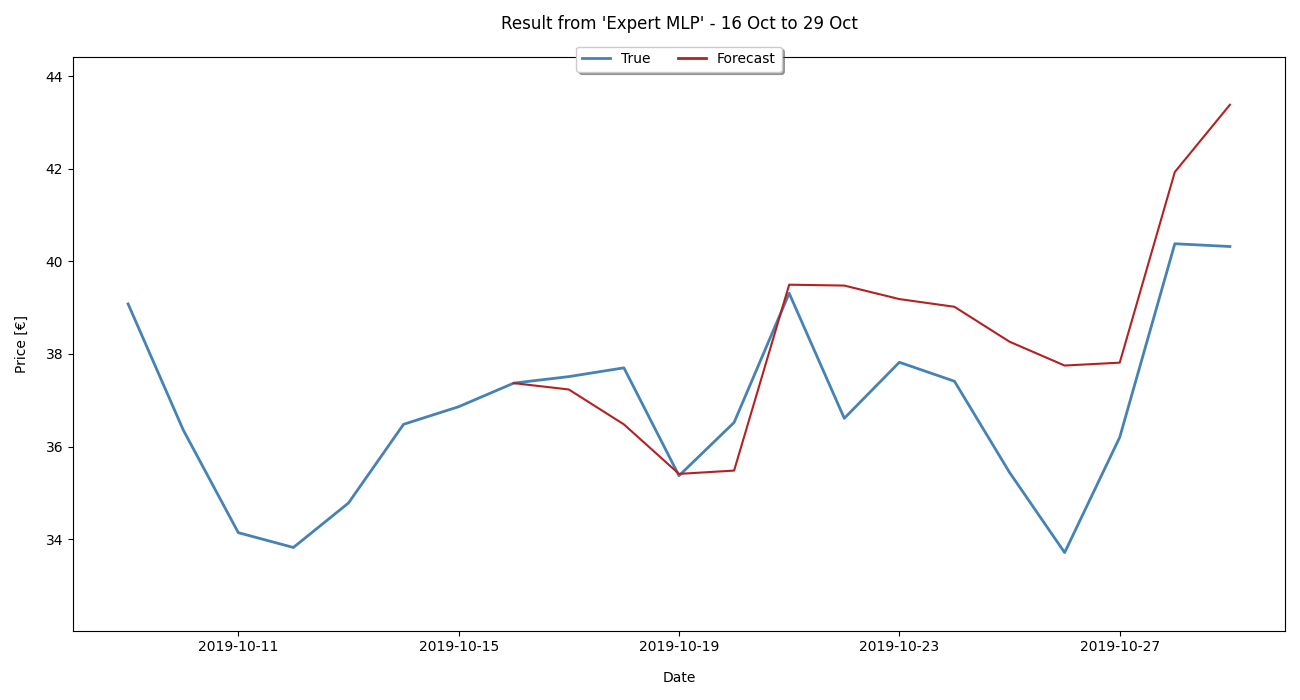 Result from 'Expert MLP' - 16 Oct to 29 Oct
True Forecast
44
42
40
38
36
34
Price [€]
2019-10-11 2019-10-15 2019-10-19 2019-10-23 2019-10-27
Date